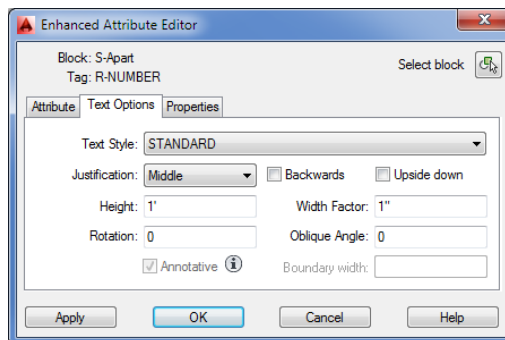 Enhanced Attribute Editor
Block: S-Apart
Tag: R-NUMBER
Select block
Attribute Text Options Properties
Text Style: STANDARD
Justification: Middle Backwards Upside down
Height: 1' Width Factor: 1"
Rotation: 0 Oblique Angle: 0
Annotative Boundary width:
Apply OK Cancel Help